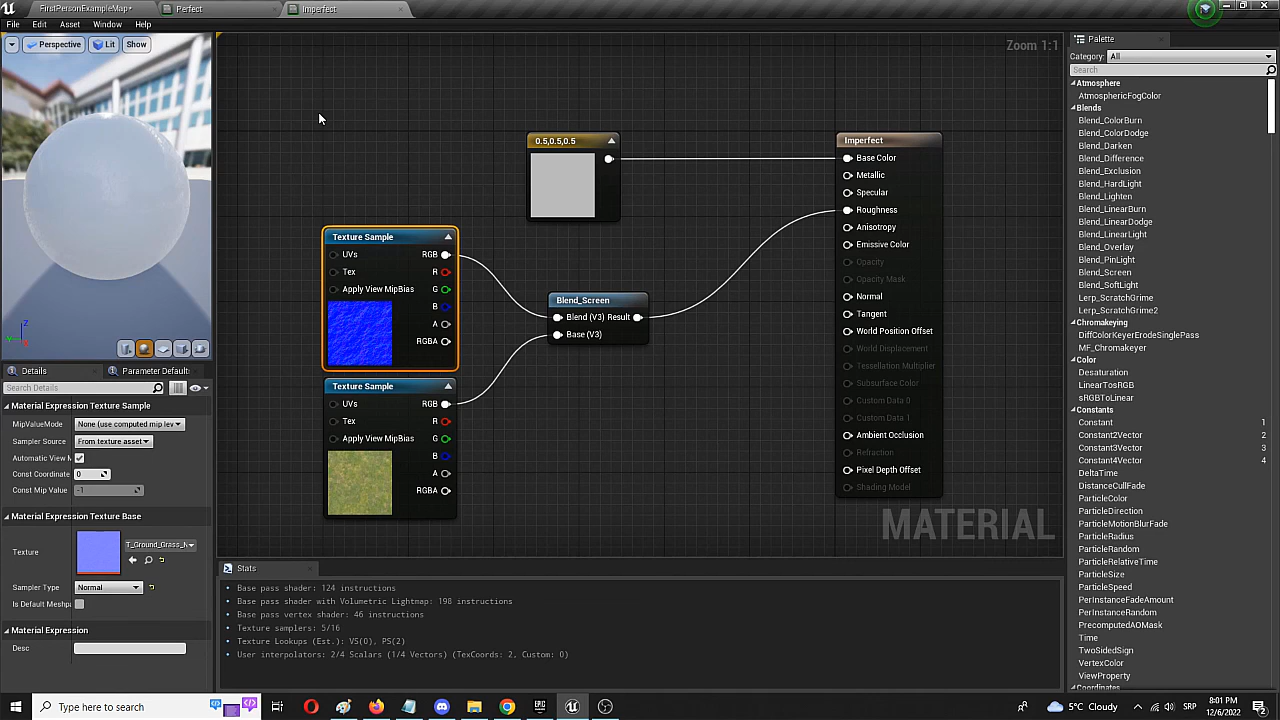 FirstPersonExampleMap*
Perfect
Imperfect
File Edit Asset Window Help
Perspective Lit Show
Zoom 1:1
0.5,0.5,0.5
Imperfect
Base Color
Metallic
Specular
Roughness
Anisotropy
Emissive Color
Opacity
Opacity Mask
Normal
Tangent
World Position Offset
World Displacement
Tessellation Multiplier
Subsurface Color
Custom Data 0
Custom Data 1
Ambient Occlusion
Refraction
Pixel Depth Offset
Shading Model
Texture Sample
UVs RGB
Tex R
Apply View MipBias G
B
A
RGBA
Blend_Screen
Blend (V3) Result
Base (V3)
Texture Sample
UVs RGB
Tex R
Apply View MipBias G
B
A
RGBA
MATERIAL
Z
Y
Details
Parameter Default
Search Details
Material Expression Texture Sample
MipValueMode None (use computed mip lev
Sampler Source From texture asset
Automatic View M
Const Coordinate 0
Const Mip Value -1
Material Expression Texture Base
Texture T_Ground_Grass_N
Sampler Type Normal
Is Default Meshpa
Material Expression
Desc
Stats
• Base pass shader: 124 instructions
• Base pass shader with Volumetric Lightmap: 198 instructions
• Base pass vertex shader: 46 instructions
• Texture samplers: 5/16
• Texture Lookups (Est.): VS(0), PS(2)
• User interpolators: 2/4 Scalars (1/4 Vectors) (TexCoords: 2, Custom: 0)
Palette
Category: All
Search
Atmosphere
AtmosphericFogColor
Blends
Blend_ColorBurn
Blend_ColorDodge
Blend_Darken
Blend_Difference
Blend_Exclusion
Blend_HardLight
Blend_Lighten
Blend_LinearBurn
Blend_LinearDodge
Blend_LinearLight
Blend_Overlay
Blend_PinLight
Blend_Screen
Blend_SoftLight
Lerp_ScratchGrime
Lerp_ScratchGrime2
Chromakeying
DiffColorKeyerErodeSinglePass
MF_Chromakeyer
Color
Desaturation
LinearTosRGB
sRGBToLinear
Constants
Constant 1
Constant2Vector 2
Constant3Vector 3
Constant4Vector 4
DeltaTime
DistanceCullFade
ParticleColor
ParticleDirection
ParticleMotionBlurFade
ParticleRadius
ParticleRandom
ParticleRelativeTime
ParticleSize
ParticleSpeed
PerInstanceFadeAmount
PerInstanceRandom
PrecomputedAOMask
Time
TwoSidedSign
VertexColor
ViewProperty
Coordinates
Type here to search
5°C Cloudy
SRP
8:01 PM
12/6/2022